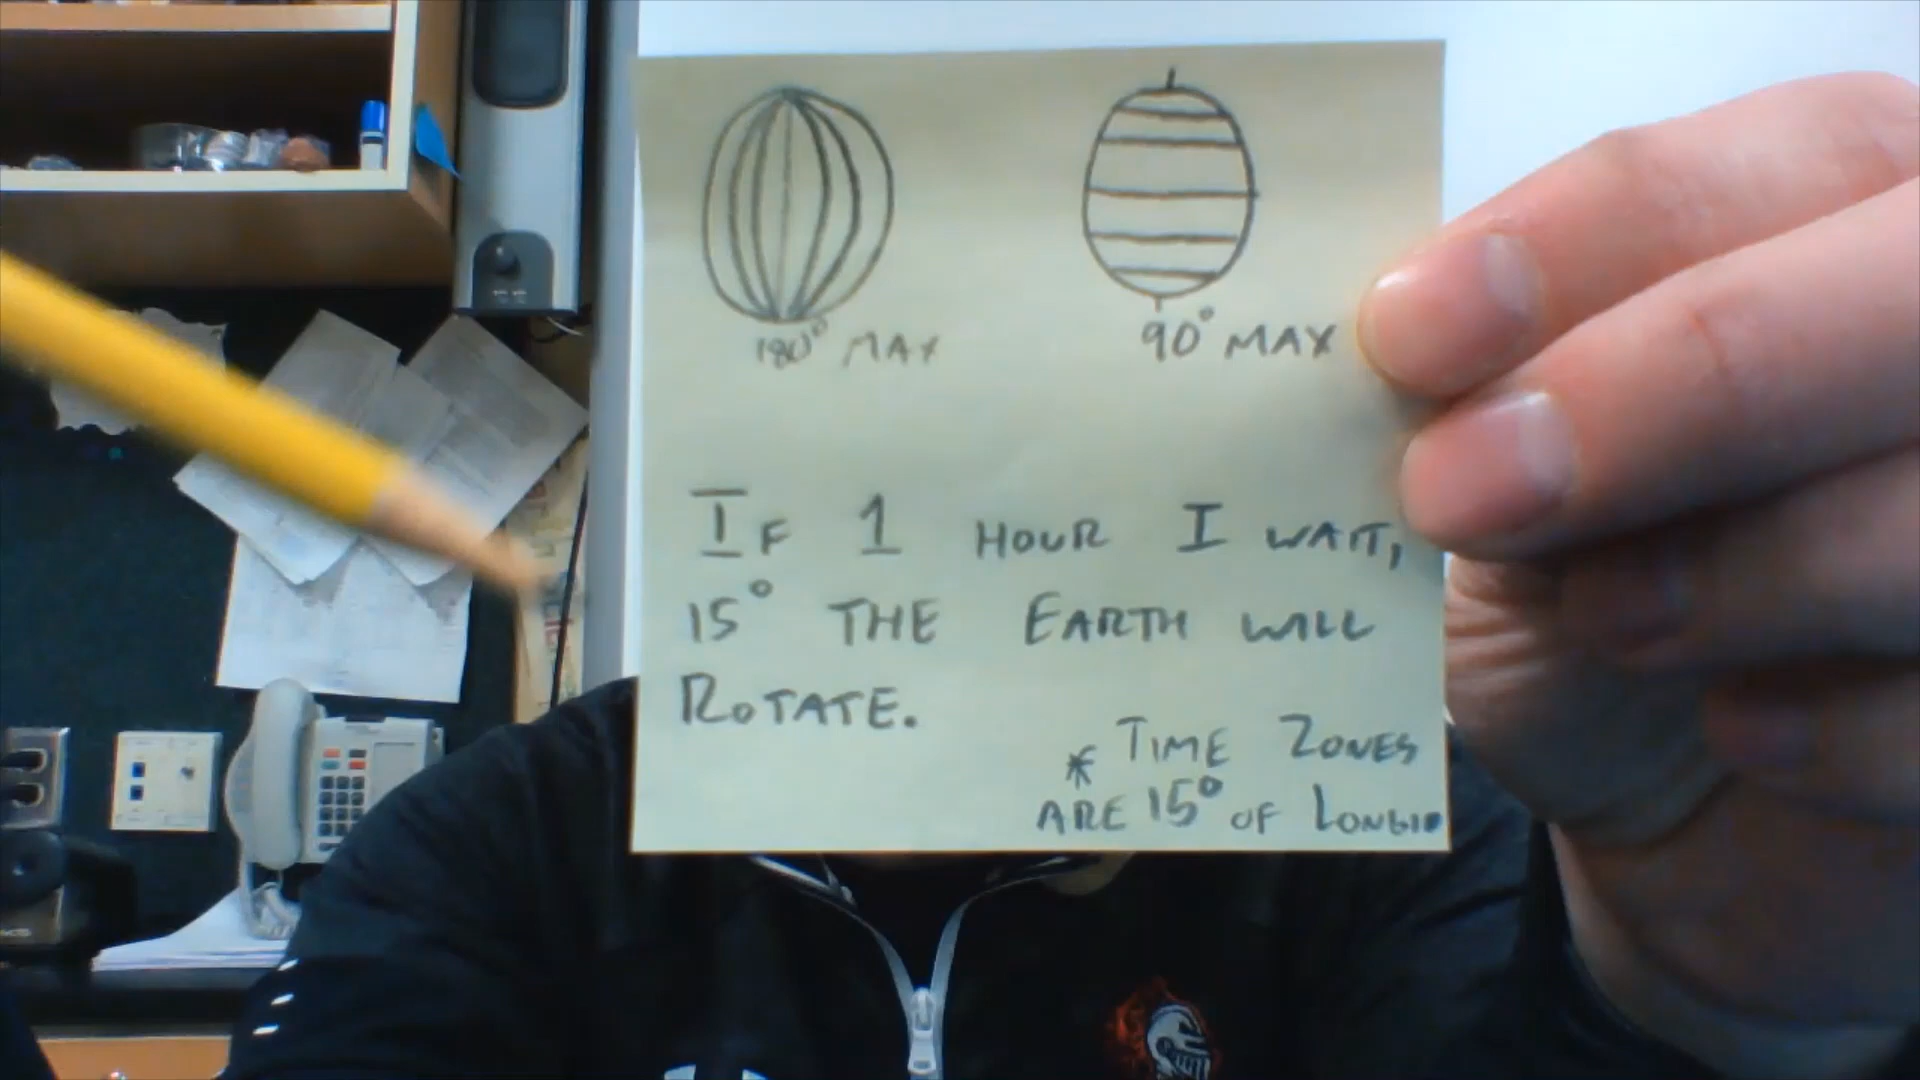 180° MAX
90° MAX
IF 1 HOUR I WAIT,
15° THE EARTH WILL
ROTATE.
* TIME ZONES
ARE 15° OF